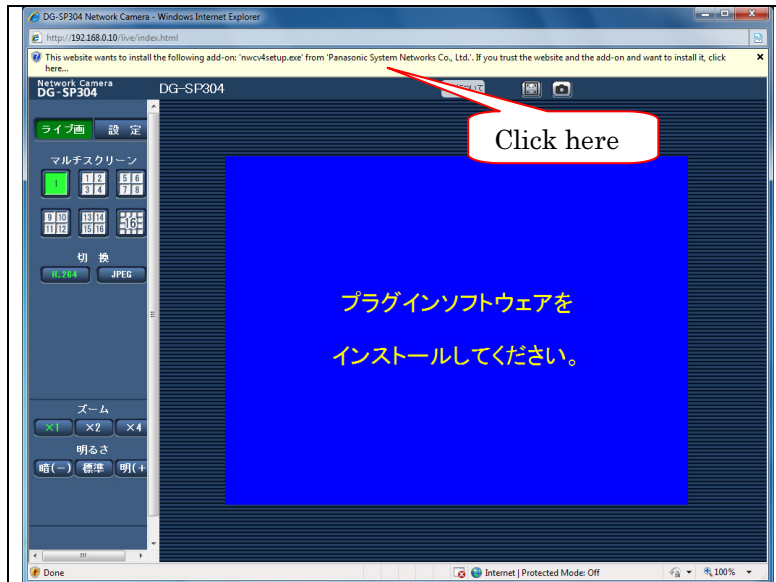 DG-SP304 Network Camera - Windows Internet Explorer
http://192.168.0.10/live/index.html
This website wants to install the following add-on: 'nwcv4setup.exe' from 'Panasonic System Networks Co., Ltd.'. If you trust the website and the add-on and want to install it, click
here...
Network Camera
DG-SP304
DG-SP304
Click here
ライブ画 設 定
マルチスクリーン
1 1 2 3 4 5 6 7 8
9 10 11 12 13 14 15 16 16
切 換
H.264 JPEG
プラグインソフトウェアを
インストールしてください。
ズーム
×1 ×2 ×4
明るさ
暗(-) 標準 明(+
Done
Internet | Protected Mode: Off
100%